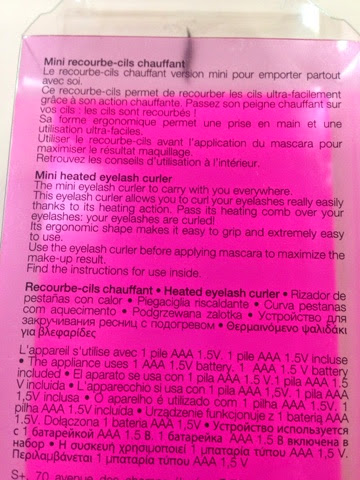 Mini recourbe-cils chauffant
Le recourbe-cils chauffant version mini pour emporter partout
avec soi.
Ce recourbe-cils permet de recourber les cils ultra-facilement
grâce à son action chauffante. Passez son peigne chauffant sur
vos cils : les cils sont recourbés !
Sa forme ergonomique permet une prise en main et une
utilisation ultra-faciles.
Utiliser le recourbe-cils avant l'application du mascara pour
maximiser le résultat maquillage.
Retrouvez les conseils d'utilisation à l'intérieur.
Mini heated eyelash curler
The mini eyelash curler to carry with you everywhere.
This eyelash curler allows you to curl your eyelashes really easily
thanks to its heating action. Pass its heating comb over your
eyelashes: your eyelashes are curled!
Its ergonomic shape makes it easy to grip and extremely easy
to use.
Use the eyelash curler before applying mascara to maximize the
make-up result.
Find the instructions for use inside.
Recourbe-cils chauffant • Heated eyelash curler • Rizador de
pestañas con calor • Piegaciglia riscaldante • Curva pestanas
com aquecimento • Podgrzewana zalotka • Устройство для
закручивания ресниц с подогревом • Θερμαινόμενο ψαλιδάκι
για βλεφαρίδες
L'appareil s'utilise avec 1 pile AAA 1.5V. 1 pile AAA 1.5V incluse
• The appliance uses 1 AAA 1.5V battery. 1 AAA 1.5V battery
included • El aparato se usa con 1 pila AAA 1.5V.1 pila AAA 1.5
V incluida • L'apparecchio si usa con 1 pila AAA 1,5V. 1 pila AAA
1,5V inclusa • O aparelho é utilizado com 1 pilha AAA 1.5V. 1
pilha AAA 1.5V incluída • Urządzenie funkcjonuje z 1 baterią AAA
1.5V. Dołączona 1 bateria AAA 1,5V • Устройство используется
с 1 батарейкой AAA 1.5 В. 1 батарейка AAA 1.5 В включена в
набор • Η συσκευή χρησιμοποιεί 1 μπαταρία τύπου AAA 1,5V.
Περιλαμβάνεται 1 μπαταρία τύπου AAA 1,5 V
S+, 70 avenue des